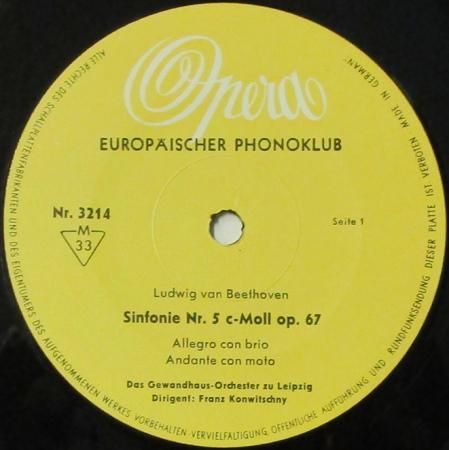 Opera
EUROPÄISCHER PHONOKLUB
Nr. 3214
M
33
Seite 1
Ludwig van Beethoven
Sinfonie Nr. 5 c-Moll op. 67
Allegro con brio
Andante con moto
Das Gewandhaus-Orchester zu Leipzig
Dirigent: Franz Konwitschny
ALLE RECHTE DES SCHALLPLATTENFABRIKANTEN UND DES EIGENTÜMERS DES AUFGENOMMENEN WERKES VORBEHALTEN VERVIELFÄLTIGUNG, ÖFFENTLICHE AUFFÜHRUNG UND RUNDFUNKSENDUNG DIESER PLATTE IST VERBOTEN MADE IN GERMANY